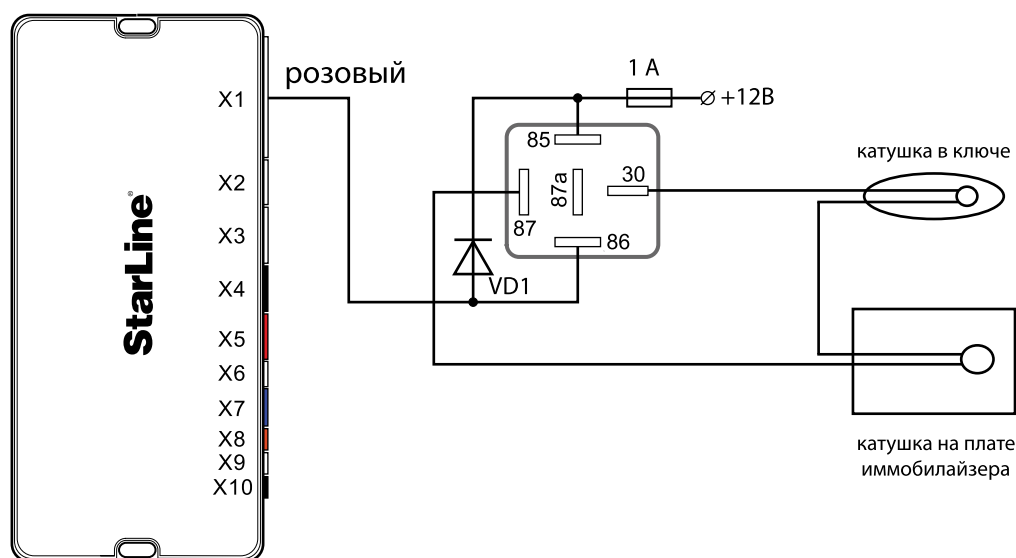 розовый
1 А
+12В
85
87а
30
87
86
VD1
катушка в ключе
катушка на плате
иммобилайзера
StarLine®
X1
X2
X3
X4
X5
X6
X7
X8
X9
X10